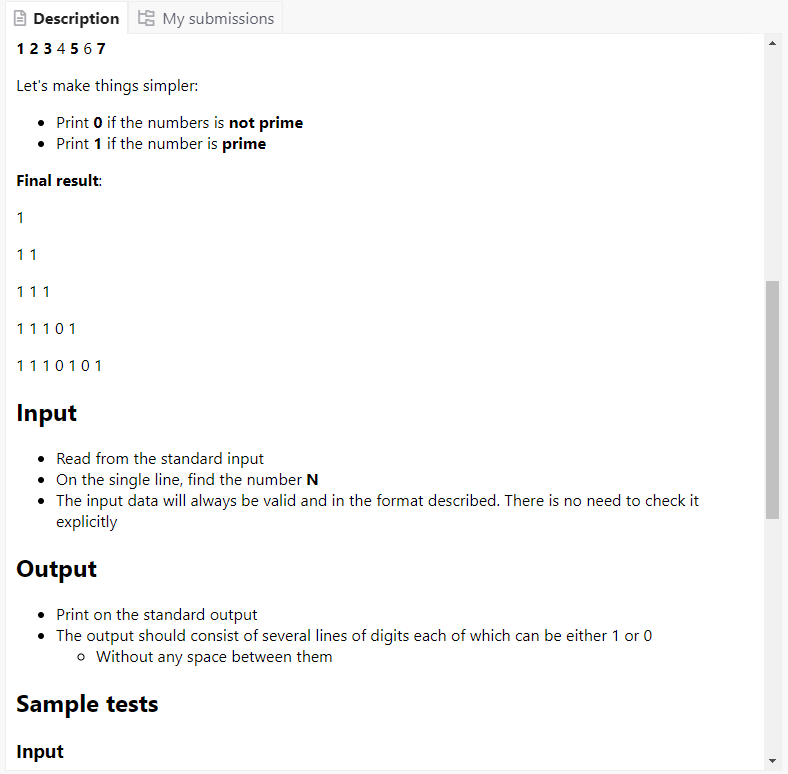 Description
My submissions
1 2 3 4 5 6 7
Let's make things simpler:
• Print 0 if the numbers is not prime
• Print 1 if the number is prime
Final result:
1
1 1
1 1 1
1 1 1 0 1
1 1 1 0 1 0 1
Input
• Read from the standard input
• On the single line, find the number N
• The input data will always be valid and in the format described. There is no need to check it
explicitly
Output
• Print on the standard output
• The output should consist of several lines of digits each of which can be either 1 or 0
◦ Without any space between them
Sample tests
Input